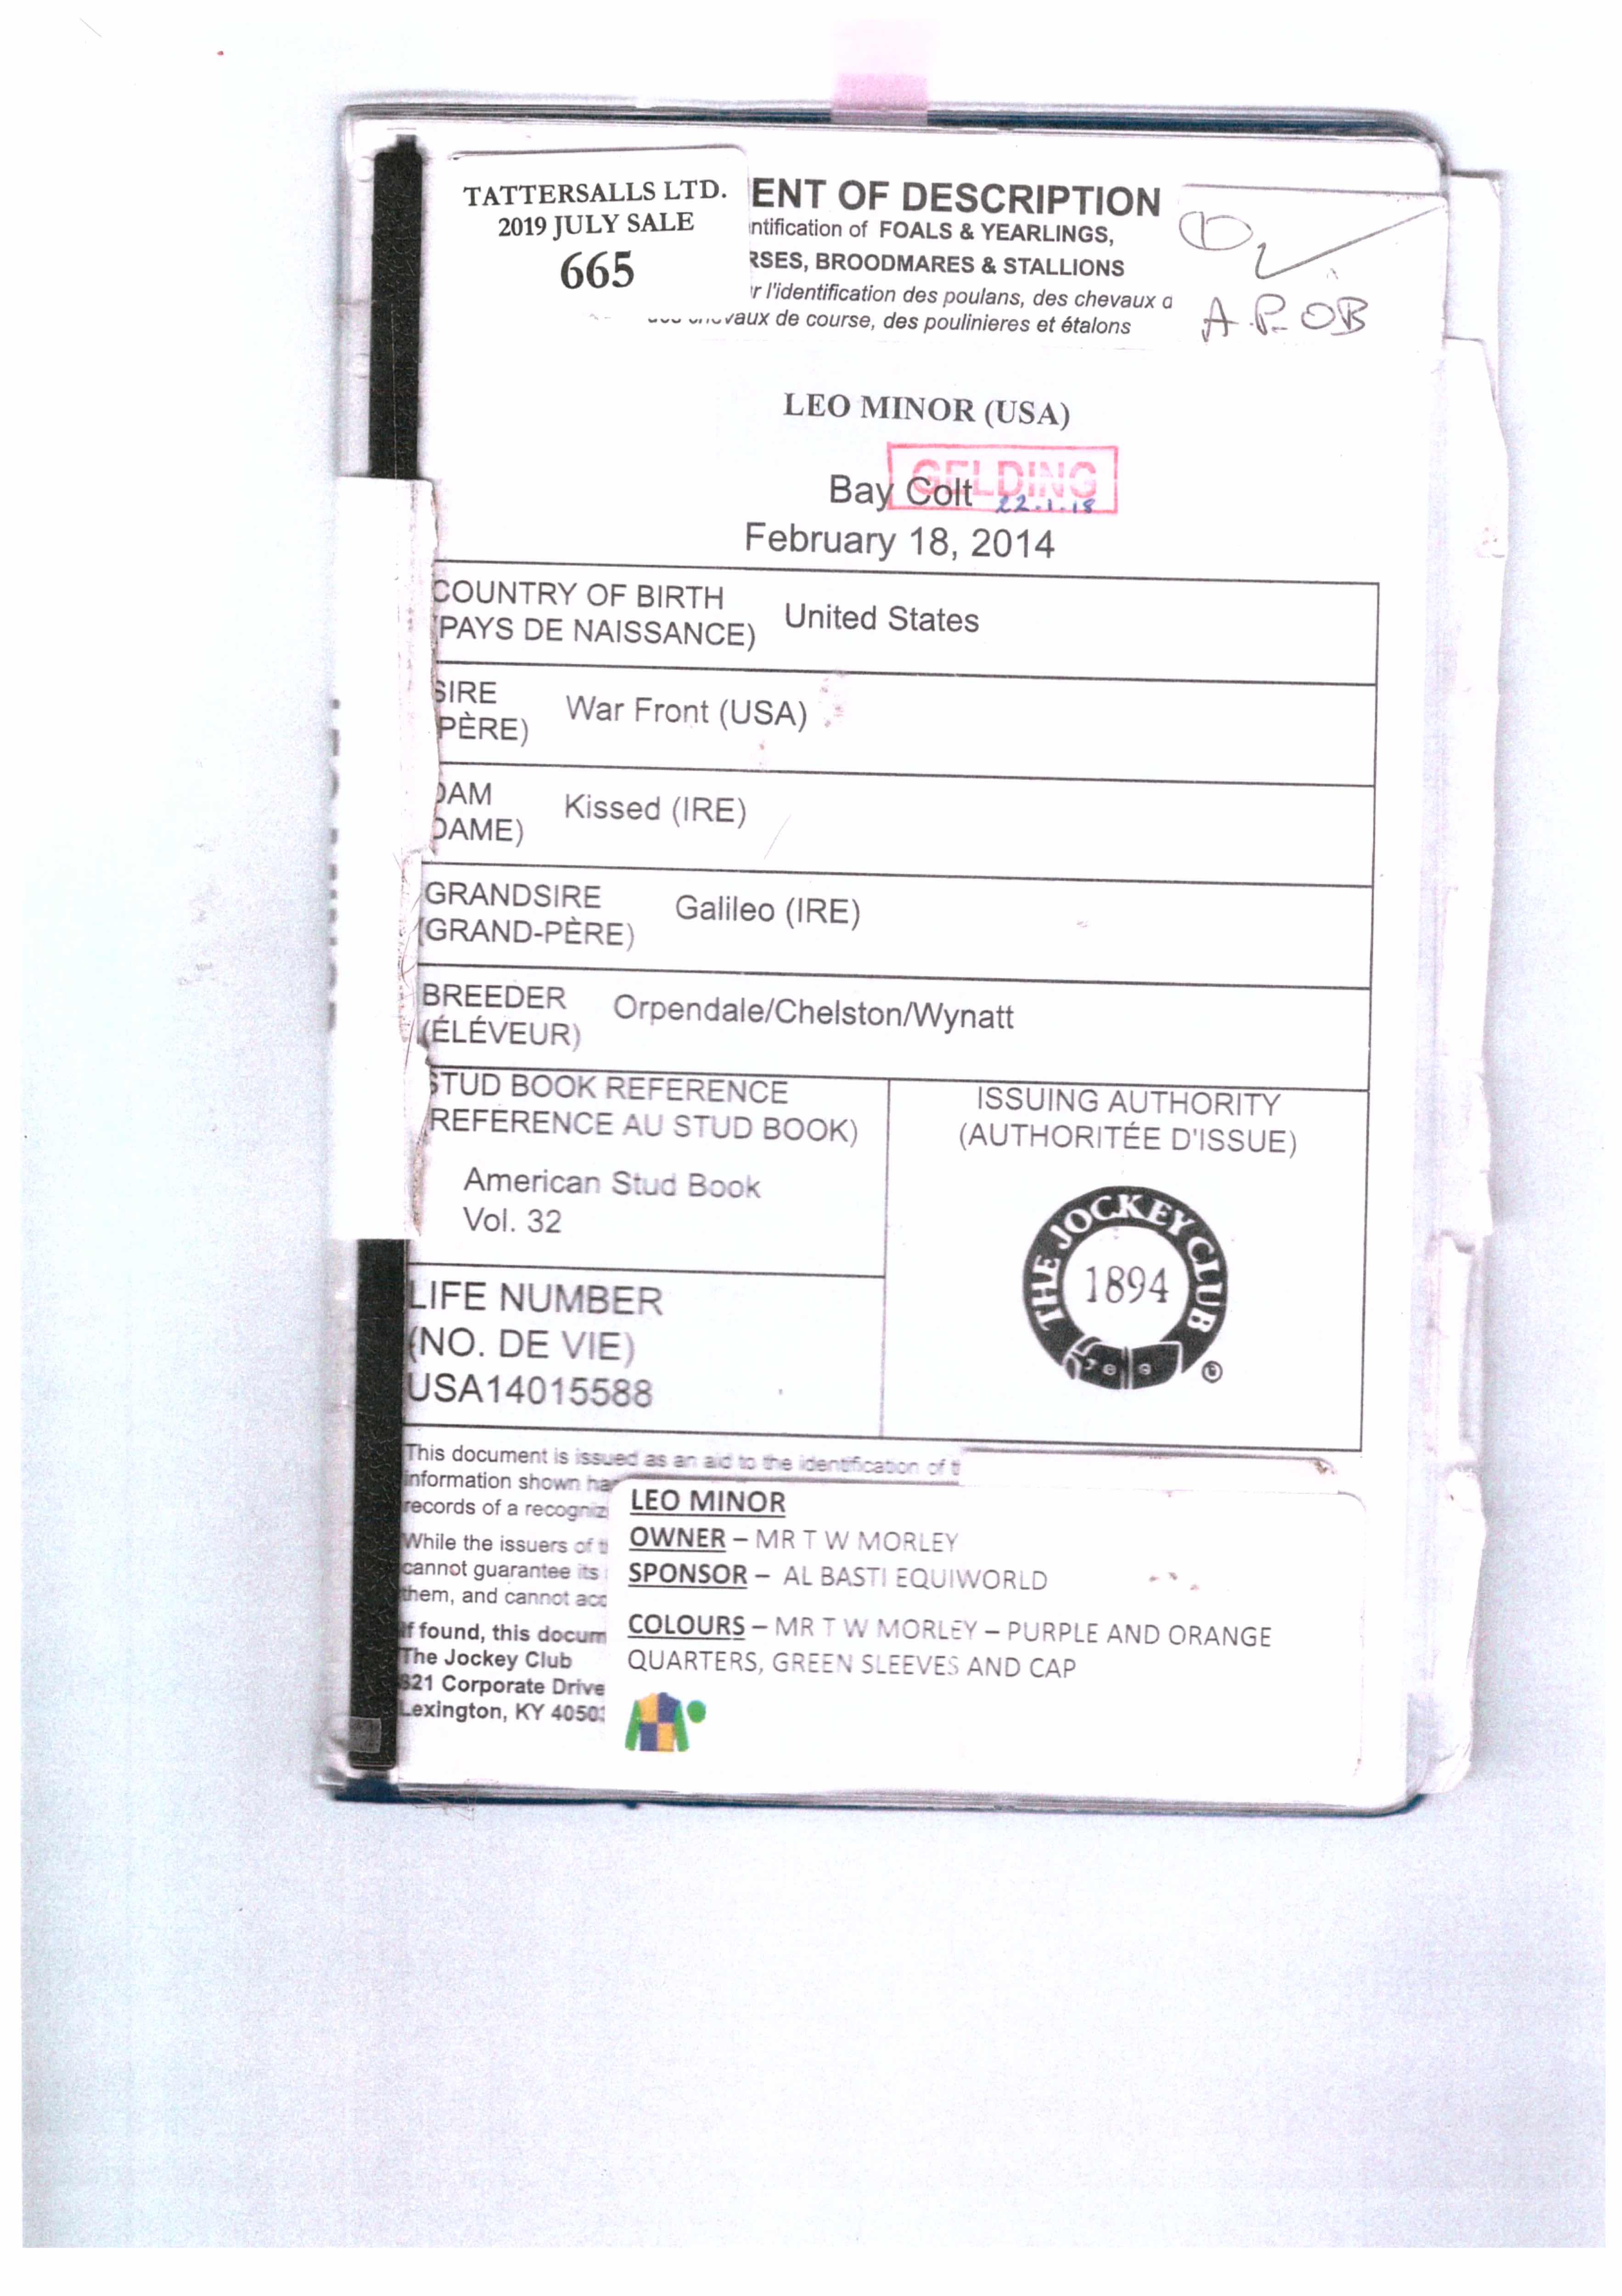 TATTERSALLS LTD.
2019 JULY SALE
665
ENT OF DESCRIPTION
ntification of FOALS & YEARLINGS,
RSES, BROODMARES & STALLIONS
r l'identification des poulans, des chevaux d
vaux de course, des poulinieres et étalons
A.P.OB
LEO MINOR (USA)
GELDING
Bay Colt 22.1.18
February 18, 2014
COUNTRY OF BIRTH
(PAYS DE NAISSANCE)
United States
SIRE
PÈRE)
War Front (USA)
DAM
DAME)
Kissed (IRE)
GRANDSIRE
(GRAND-PÈRE)
Galileo (IRE)
BREEDER
(ÉLÉVEUR)
Orpendale/Chelston/Wynatt
STUD BOOK REFERENCE
REFERENCE AU STUD BOOK)
American Stud Book
Vol. 32
ISSUING AUTHORITY
(AUTHORITÉE D'ISSUE)
THE JOCKEY CLUB
1894
®
LIFE NUMBER
(NO. DE VIE)
USA14015588
This document is issued as an aid to the identification of t
information shown ha
records of a recogniz
While the issuers of t
cannot guarantee its
them, and cannot acc
If found, this docum
The Jockey Club
821 Corporate Drive
Lexington, KY 4050
LEO MINOR
OWNER – MR T W MORLEY
SPONSOR – AL BASTI EQUIWORLD
COLOURS – MR T W MORLEY – PURPLE AND ORANGE
QUARTERS, GREEN SLEEVES AND CAP